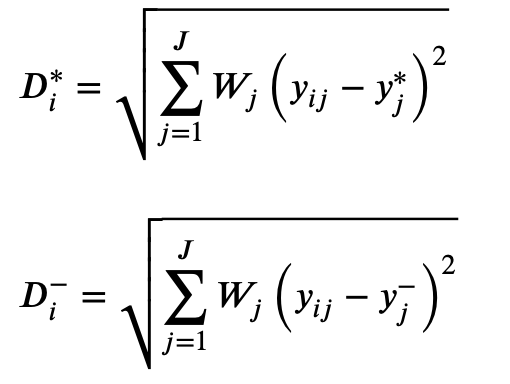 $D_i^* = \sqrt{\sum_{j=1}^{J} W_j \left( y_{ij} - y_j^* \right)^2}$
$D_i^- = \sqrt{\sum_{j=1}^{J} W_j \left( y_{ij} - y_j^- \right)^2}$